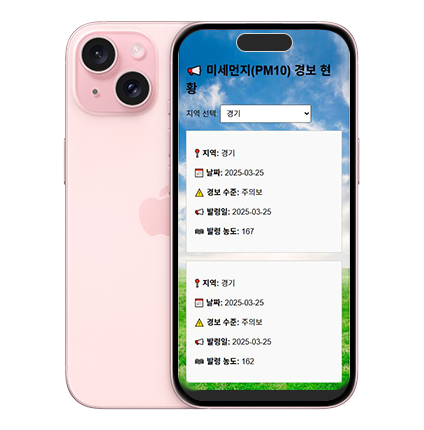 📢 미세먼지(PM10) 경보 현
황
지역 선택: 경기
📍 지역: 경기
📅 날짜: 2025-03-25
⚠️ 경보 수준: 주의보
📢 발령일: 2025-03-25
📖 발령 농도: 167
📍 지역: 경기
📅 날짜: 2025-03-25
⚠️ 경보 수준: 주의보
📢 발령일: 2025-03-25
📖 발령 농도: 162